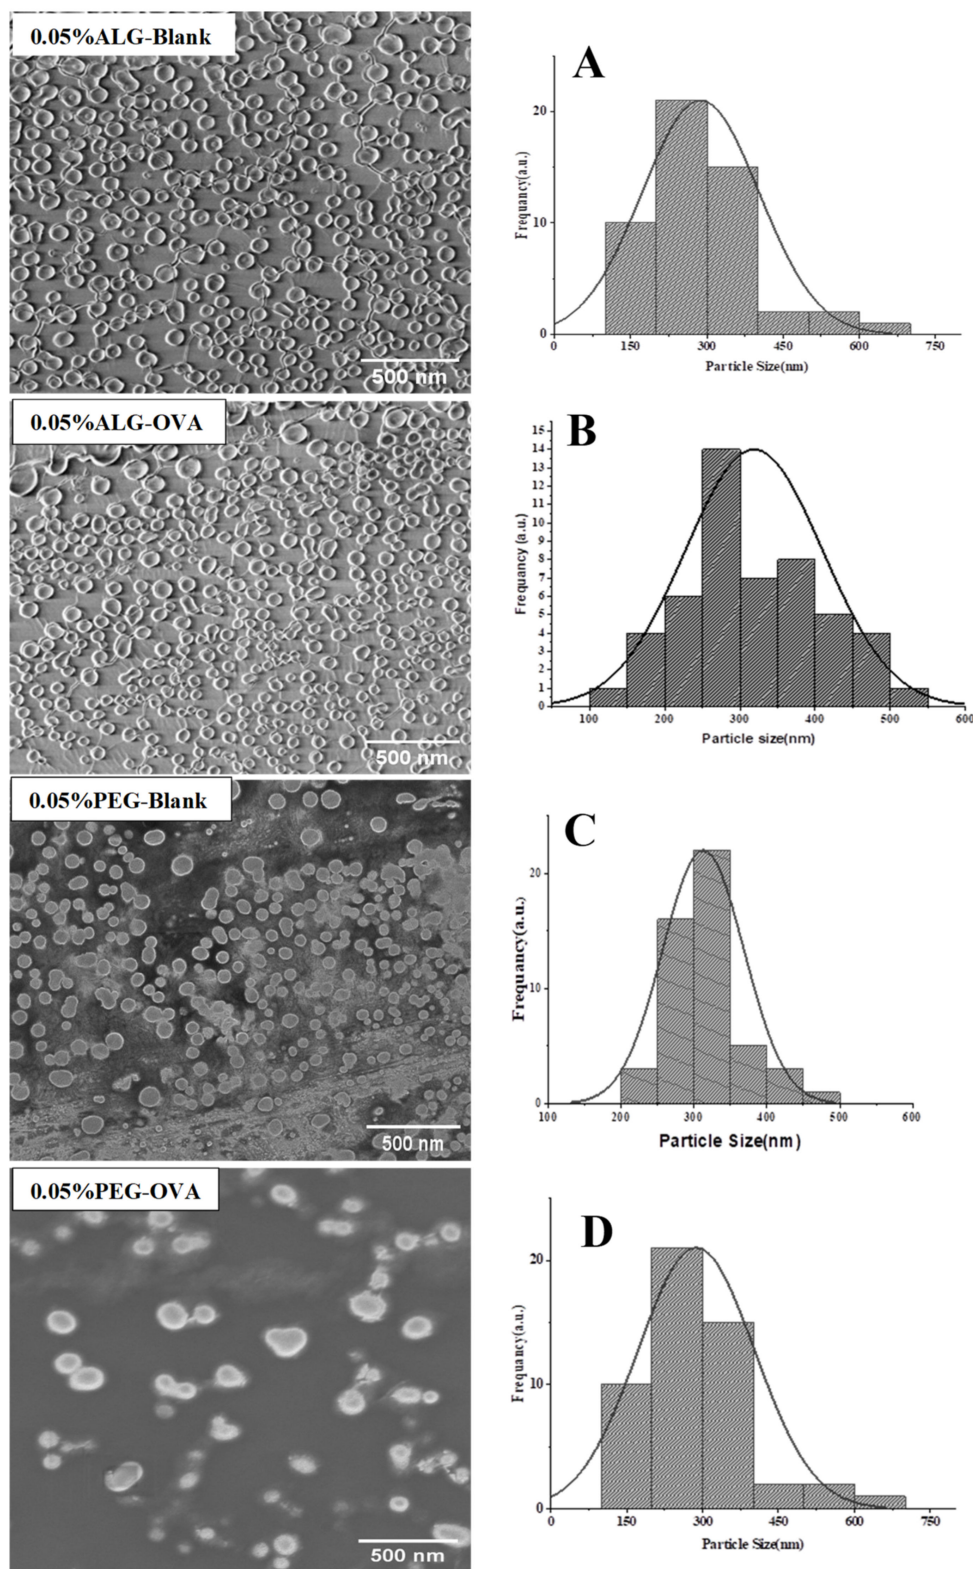 0.05%ALG-Blank
500 nm
A
Frequancy(a.u.)
20
10
0
0 150 300 450 600 750
Particle Size(nm)
0.05%ALG-OVA
500 nm
B
Frequancy (a.u.)
15
14
13
12
11
10
9
8
7
6
5
4
3
2
1
0
100 200 300 400 500 600
Particle size(nm)
0.05%PEG-Blank
500 nm
C
Frequancy(a.u.)
20
10
0
100 200 300 400 500 600
Particle Size(nm)
0.05%PEG-OVA
500 nm
D
Frequancy(a.u.)
20
10
0
0 150 300 450 600 750
Particle Size(nm)